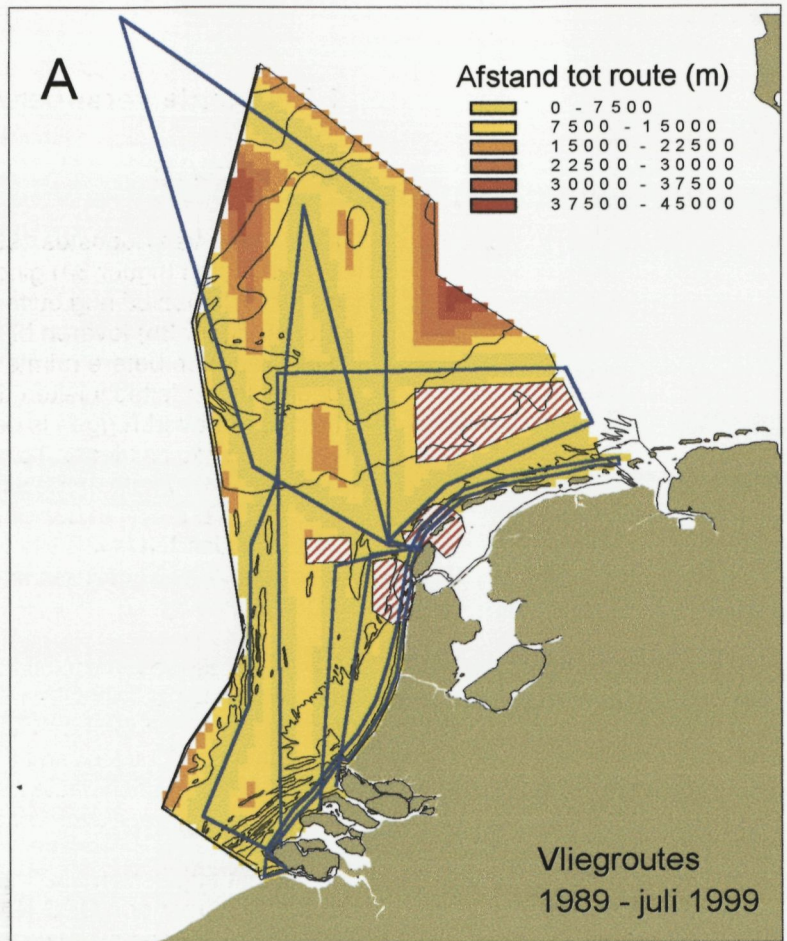 A
Afstand tot route (m)
0 - 7500
7500 - 15000
15000 - 22500
22500 - 30000
30000 - 37500
37500 - 45000
Vliegroutes
1989 - juli 1999